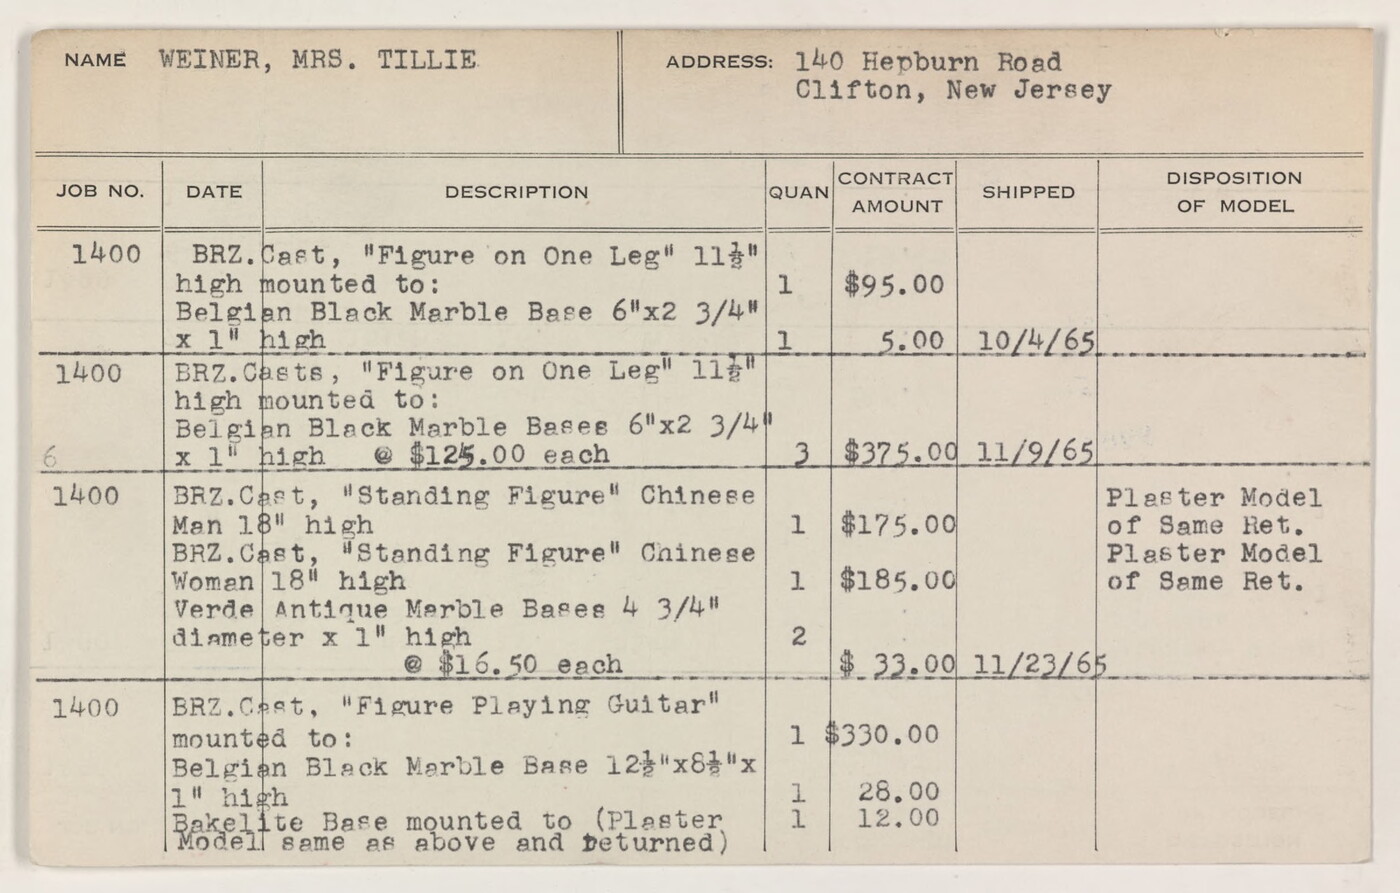 NAME WEINER, MRS. TILLIE ADDRESS: 140 Hepburn Road
Clifton, New Jersey
JOB NO. DATE DESCRIPTION QUAN CONTRACT AMOUNT SHIPPED DISPOSITION OF MODEL
1400 BRZ.Cast, "Figure on One Leg" 11½"
high mounted to: 1 $95.00
Belgian Black Marble Base 6"x2 3/4"
x 1" high 1 5.00 10/4/65
1400 BRZ.Casts, "Figure on One Leg" 11½"
high mounted to:
Belgian Black Marble Bases 6"x2 3/4"
6 x 1" high @ $125.00 each 3 $375.00 11/9/65
1400 BRZ.Cast, "Standing Figure" Chinese Plaster Model
Man 18" high 1 $175.00 of Same Ret.
BRZ.Cast, "Standing Figure" Chinese Plaster Model
Woman 18" high 1 $185.00 of Same Ret.
Verde Antique Marble Bases 4 3/4"
diameter x 1" high 2
@ $16.50 each $ 33.00 11/23/65
1400 BRZ.Cast, "Figure Playing Guitar"
mounted to: 1 $330.00
Belgian Black Marble Base 12½"x8½"x
1" high 1 28.00
Bakelite Base mounted to (Plaster 1 12.00
Model same as above and returned)